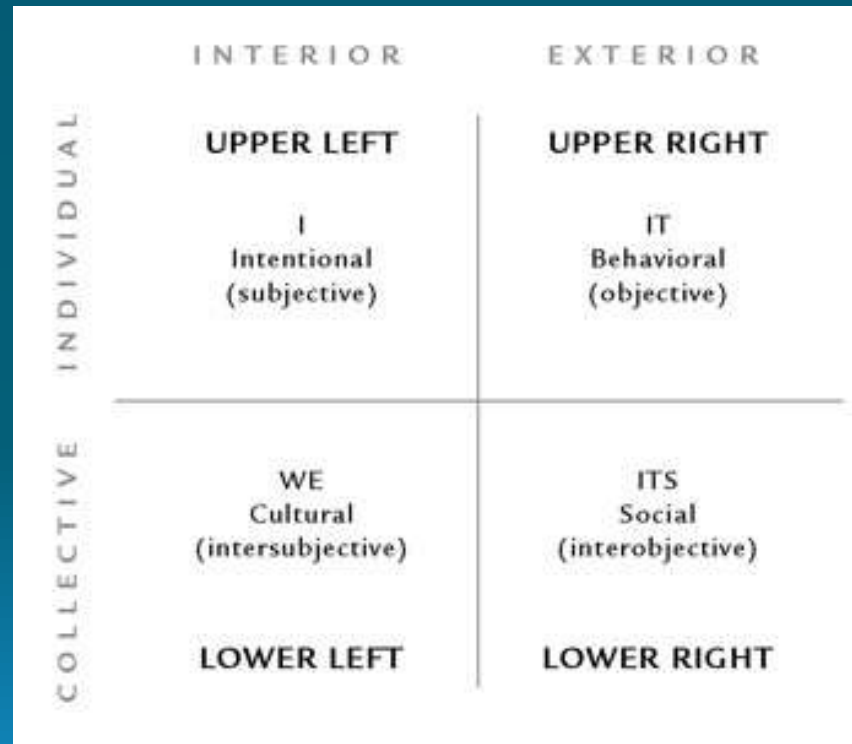 INTERIOR
EXTERIOR
INDIVIDUAL
UPPER LEFT
I
Intentional
(subjective)
UPPER RIGHT
IT
Behavioral
(objective)
COLLECTIVE
WE
Cultural
(intersubjective)
LOWER LEFT
ITS
Social
(interobjective)
LOWER RIGHT